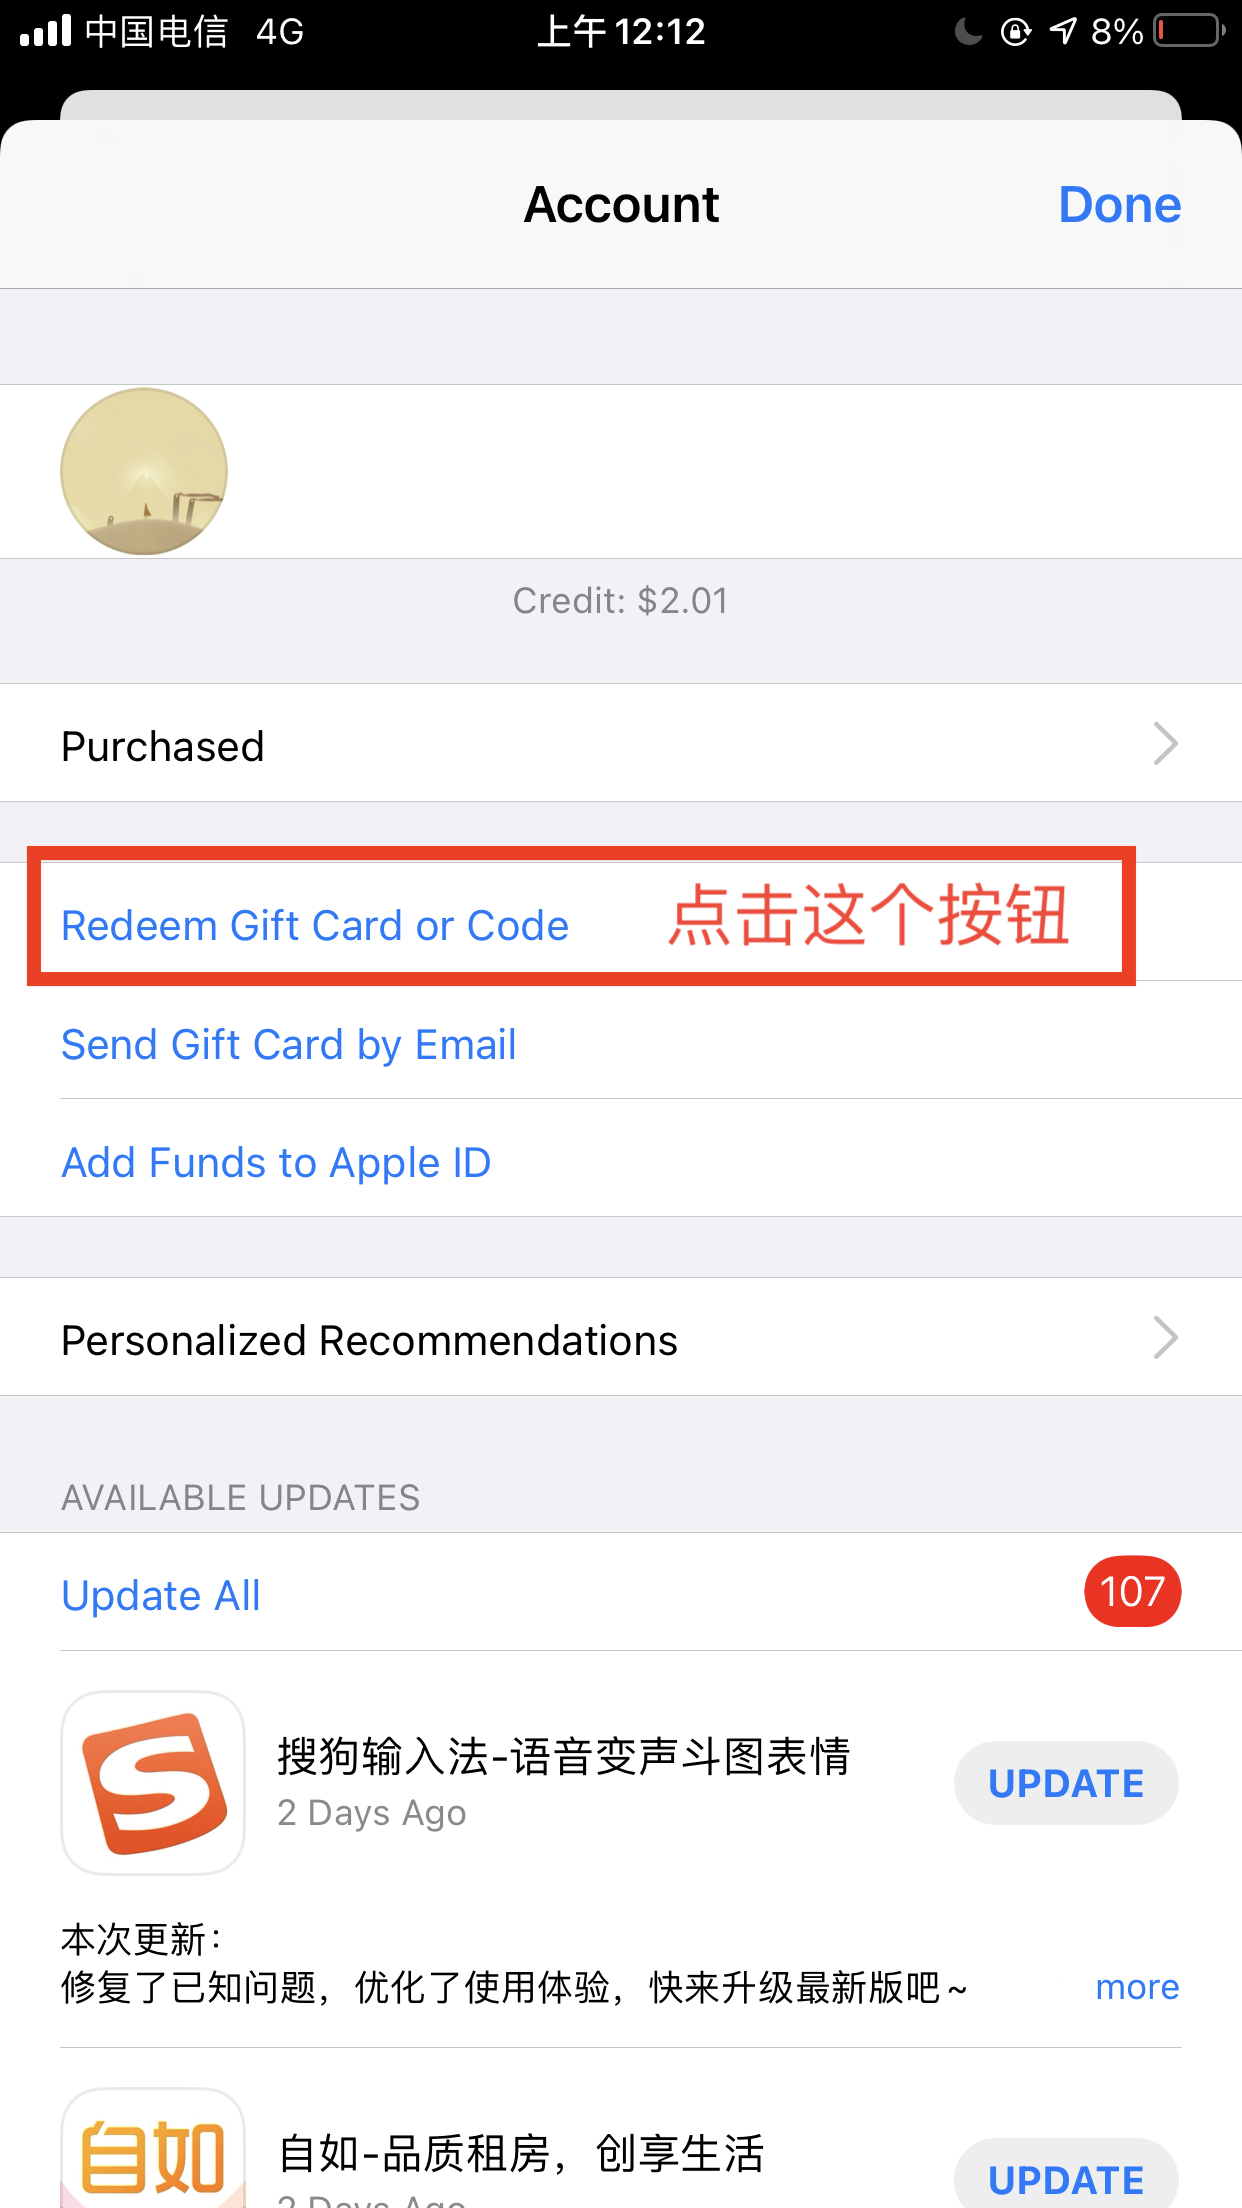 中国电信 4G 上午12:12 8%
Account Done
Credit: $2.01
Purchased
Redeem Gift Card or Code 点击这个按钮
Send Gift Card by Email
Add Funds to Apple ID
Personalized Recommendations
AVAILABLE UPDATES
Update All 107
搜狗输入法-语音变声斗图表情
2 Days Ago
UPDATE
本次更新：
修复了已知问题，优化了使用体验，快来升级最新版吧~ more
自如
自如-品质租房，创享生活
2 Days Ago
UPDATE